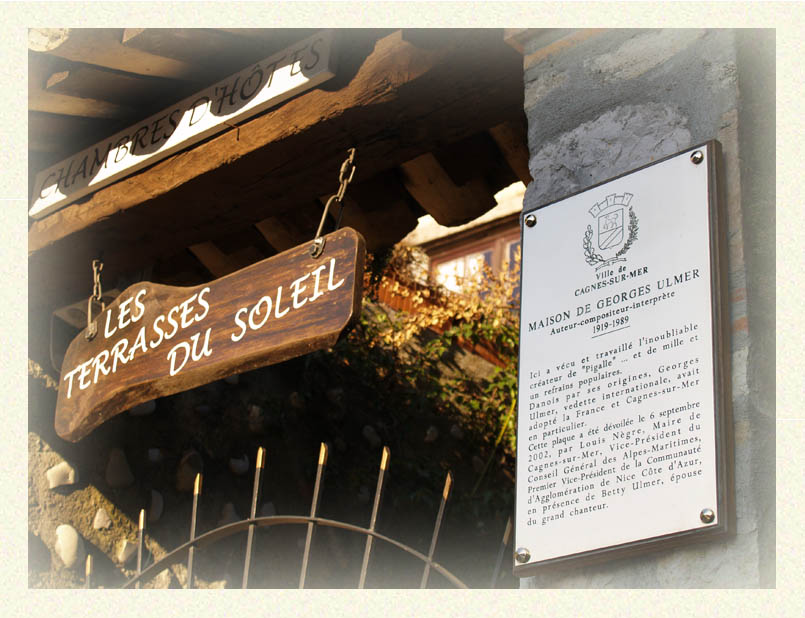 CHAMBRES D'HÔTES
LES
TERRASSES
DU SOLEIL
Ville de
CAGNES-SUR-MER
MAISON DE GEORGES ULMER
Auteur-compositeur-interprète
1919-1989
Ici a vécu et travaillé l'inoubliable
créateur de "Pigalle" ... et de mille et
un refrains populaires.
Danois par ses origines, Georges
Ulmer, vedette internationale, avait
adopté la France et Cagnes-sur-Mer
en particulier.
Cette plaque a été dévoilée le 6 septembre
2002, par Louis Nègre, Maire de
Cagnes-sur-Mer, Vice-Président du
Conseil Général des Alpes-Maritimes,
Premier Vice-Président de la Communauté
d'Agglomération de Nice Côte d'Azur,
en présence de Betty Ulmer, épouse
du grand chanteur.